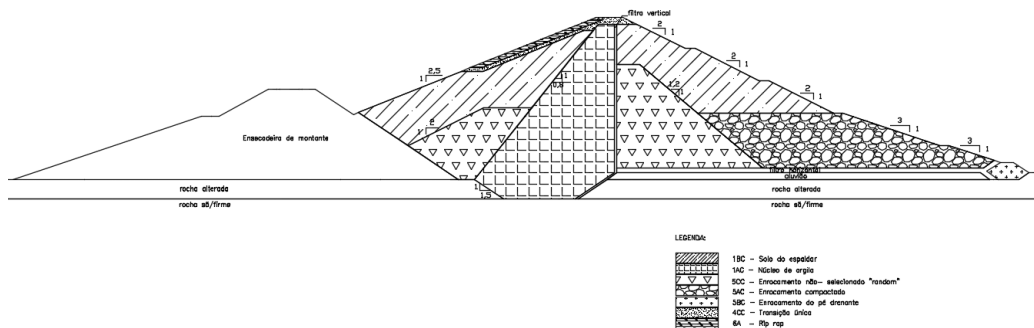 filtro vertical
2
1
2
1
2,5
1
1
0,8
1,2
1
2
1
2
1
3
1
3
1
Ensecadeira de montante
filtro horizontal
aluvião
rocha alterada
1
1,5
rocha alterada
rocha sã/firme
rocha sã/firme
LEGENDA:
1BC - Solo do espaldar
1AC - Núcleo de argila
5CC - Enrocamento não- selecionado "random"
5AC - Enrocamento compactado
5BC - Enrocamento do pé drenante
4CC - Transição única
6A - Rip rap